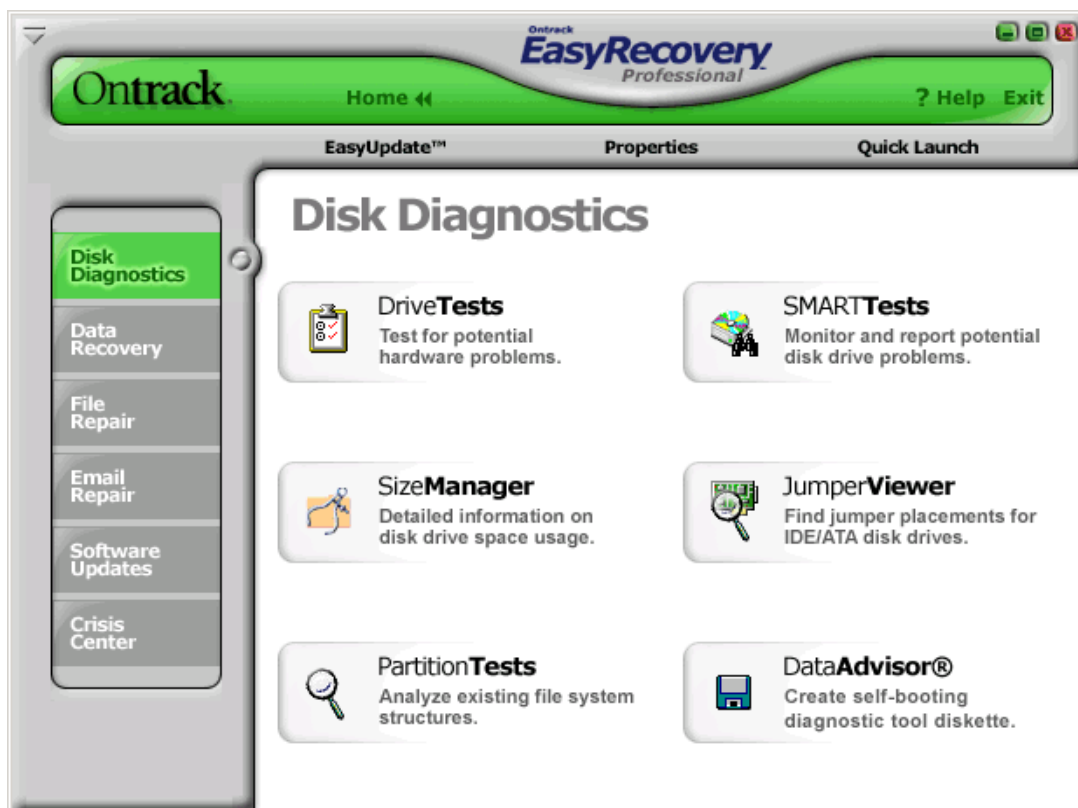 Ontrack
EasyRecovery
Professional
Ontrack.
Home
? Help Exit
EasyUpdate™ Properties Quick Launch
Disk Diagnostics
Disk
Diagnostics
Data
Recovery
File
Repair
Email
Repair
Software
Updates
Crisis
Center
DriveTests
Test for potential
hardware problems.
SMARTTests
Monitor and report potential
disk drive problems.
SizeManager
Detailed information on
disk drive space usage.
JumperViewer
Find jumper placements for
IDE/ATA disk drives.
PartitionTests
Analyze existing file system
structures.
DataAdvisor®
Create self-booting
diagnostic tool diskette.